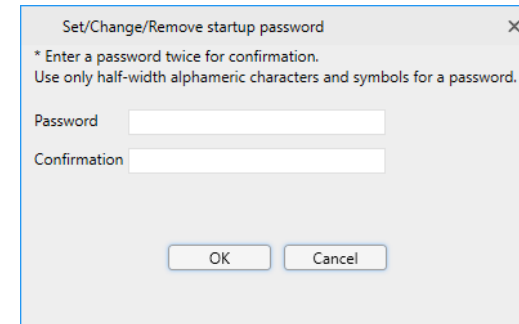 Set/Change/Remove startup password
* Enter a password twice for confirmation.
Use only half-width alphameric characters and symbols for a password.
Password
Confirmation
OK Cancel